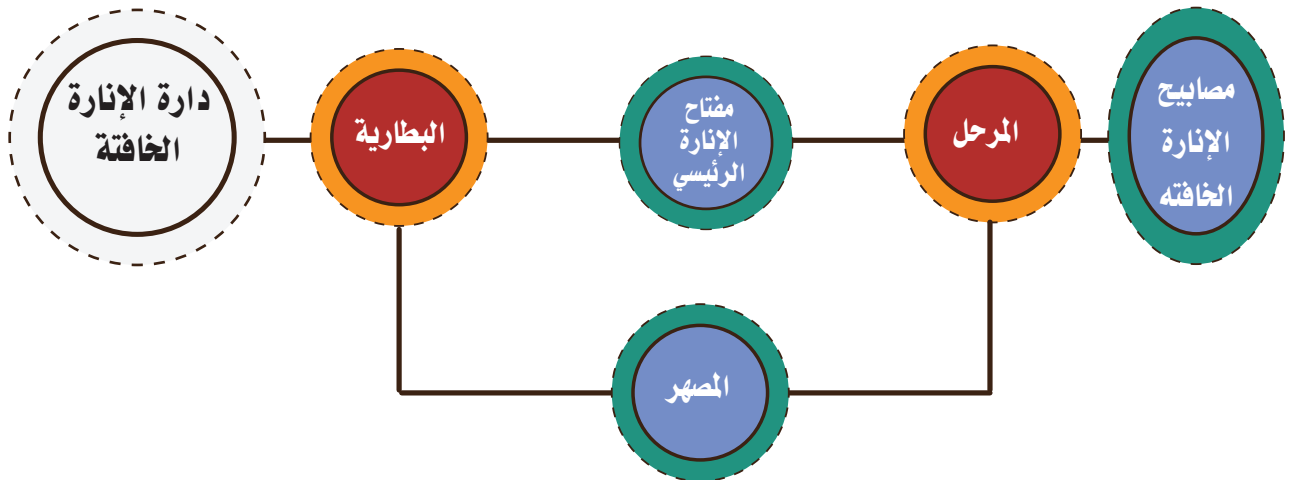 دارة الإنارة
الخافتة
البطارية
مفتاح
الإنارة
الرئيسي
المرحل
مصابيح
الإنارة
الخافته
المصهر